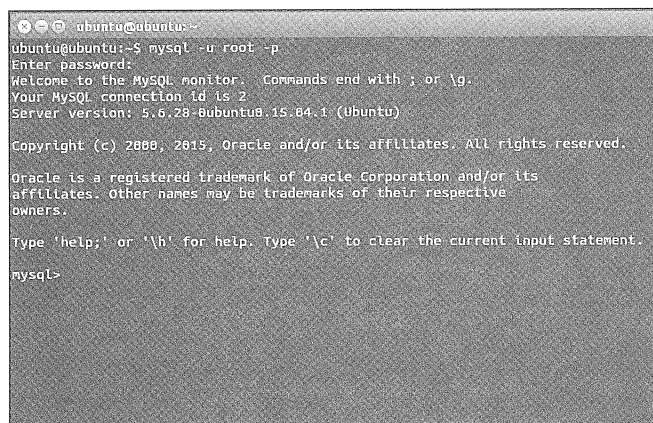 ubuntu@ubuntu: ~
ubuntu@ubuntu:~$ mysql -u root -p
Enter password:
Welcome to the MySQL monitor.  Commands end with ; or \g.
Your MySQL connection id is 2
Server version: 5.6.28-0ubuntu0.15.04.1 (Ubuntu)
Copyright (c) 2000, 2015, Oracle and/or its affiliates. All rights reserved.
Oracle is a registered trademark of Oracle Corporation and/or its
affiliates. Other names may be trademarks of their respective
owners.
Type 'help;' or '\h' for help. Type '\c' to clear the current input statement.
mysql>